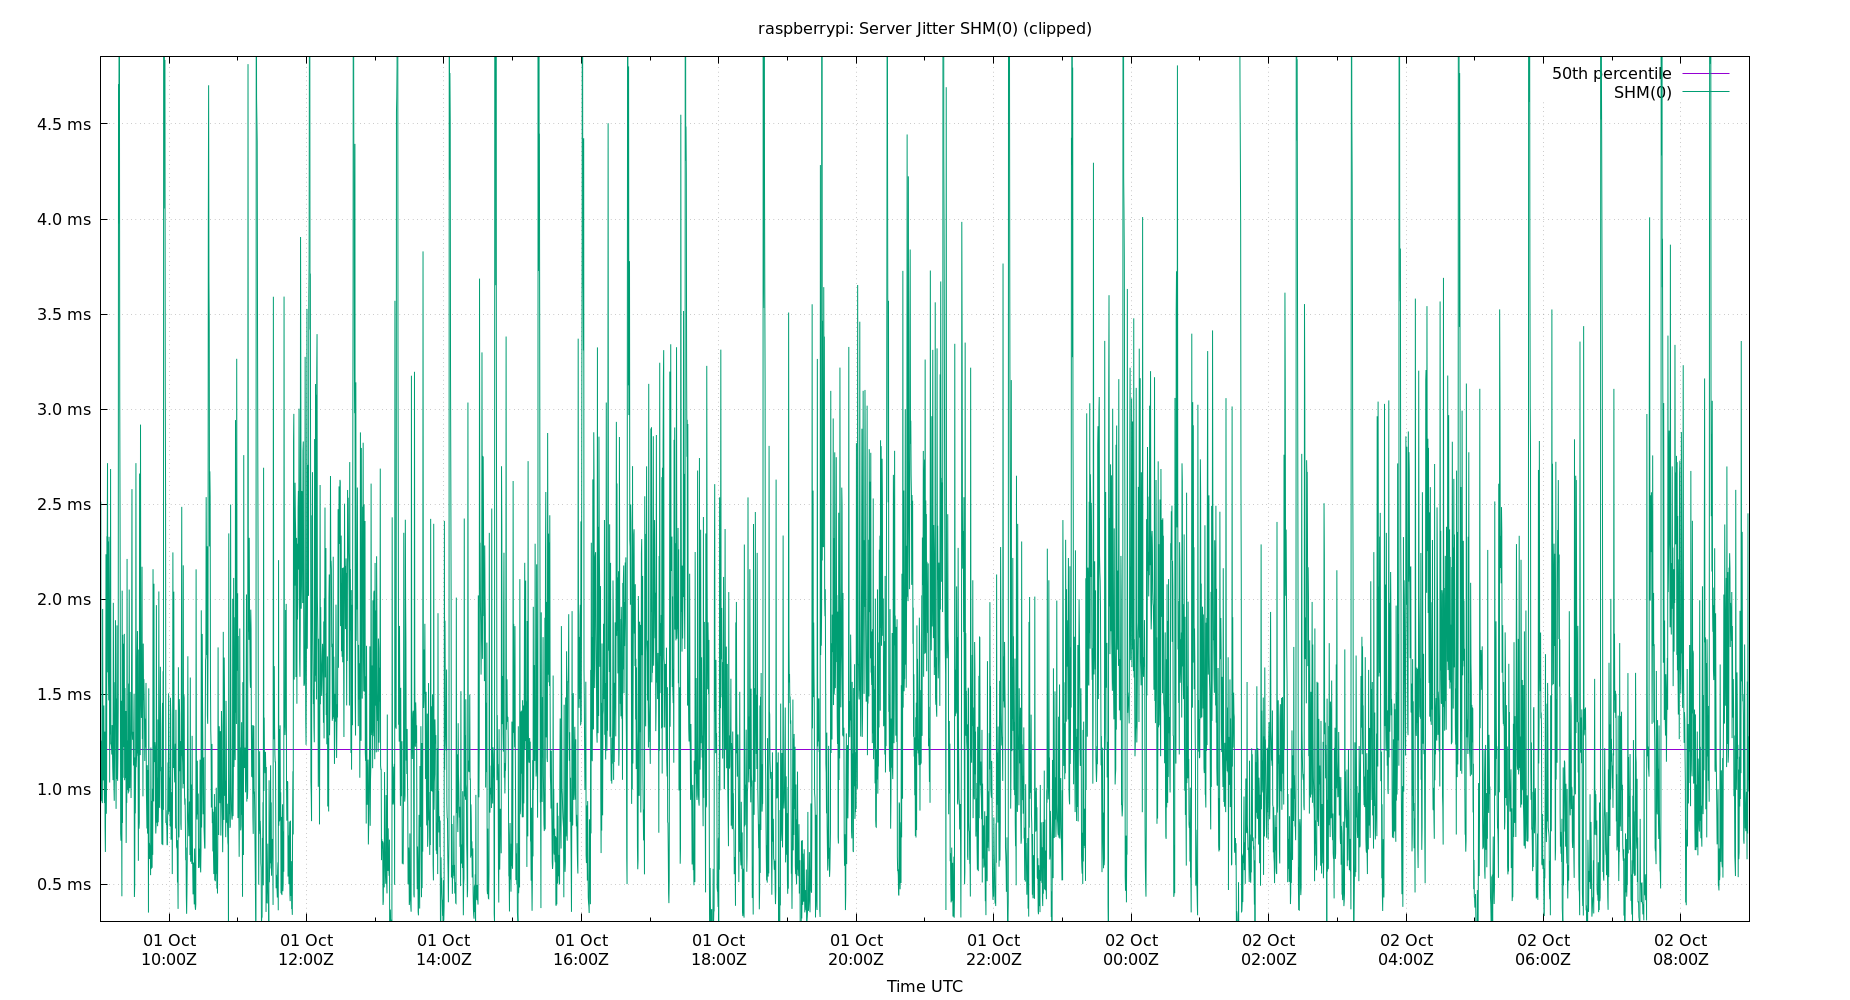 raspberrypi: Server Jitter SHM(0) (clipped)
50th percentile
SHM(0)
4.5 ms
4.0 ms
3.5 ms
3.0 ms
2.5 ms
2.0 ms
1.5 ms
1.0 ms
0.5 ms
01 Oct 01 Oct 01 Oct 01 Oct 01 Oct 01 Oct 01 Oct 02 Oct 02 Oct 02 Oct 02 Oct 02 Oct
10:00Z 12:00Z 14:00Z 16:00Z 18:00Z 20:00Z 22:00Z 00:00Z 02:00Z 04:00Z 06:00Z 08:00Z
Time UTC